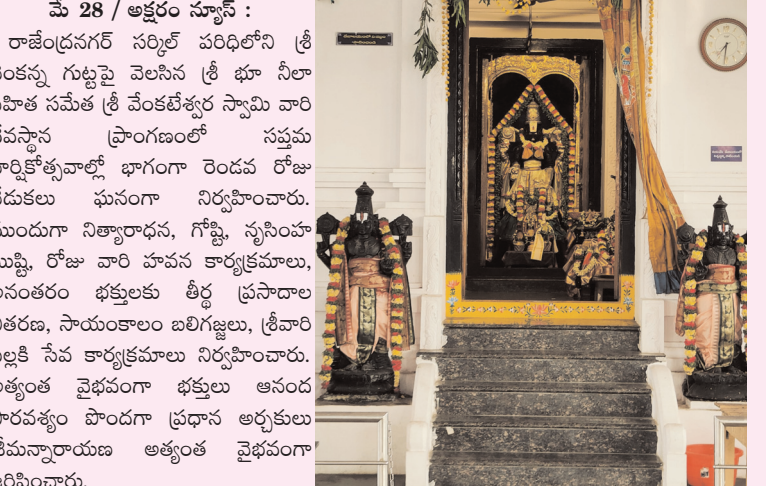 మే 28 / అక్షరం న్యూస్ :
రాజేంద్రనగర్ సర్కిల్ పరిధిలోని శ్రీ
వెంకన్న గుట్టపై వెలసిన శ్రీ భూ నీలా
సహిత సమేత శ్రీ వేంకటేశ్వర స్వామి వారి
దేవస్థాన ప్రాంగణంలో సప్తమ
వార్షికోత్సవాల్లో భాగంగా రెండవ రోజు
వేడుకలు ఘనంగా నిర్వహించారు.
ముందుగా నిత్యారాధన, గోష్టి, నృసింహ
రోజు వారి హవన కార్యక్రమాలు,
అనంతరం భక్తులకు తీర్థ ప్రసాదాల
వితరణ, సాయంకాలం బలిగజ్జలు, శ్రీవారి
పల్లకి సేవ కార్యక్రమాలు నిర్వహించారు.
అత్యంత వైభవంగా భక్తులు ఆనంద
పారవశ్యం పొందగా ప్రధాన అర్చకులు
శ్రీమన్నారాయణ అత్యంత వైభవంగా